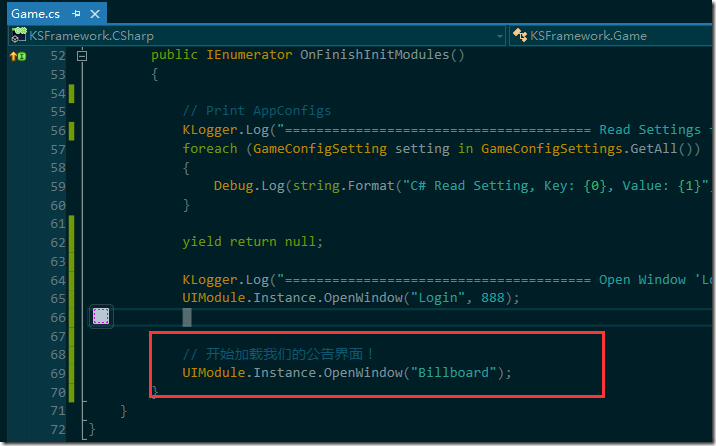 Game.cs
KSFramework.CSharp KSFramework.Game
52 public IEnumerator OnFinishInitModules()
53 {
54
55 // Print AppConfigs
56 KLogger.Log("====================================== Read Settings
57 foreach (GameConfigSetting setting in GameConfigSettings.GetAll())
58 {
59 Debug.Log(string.Format("C# Read Setting, Key: {0}, Value: {1}"
60 }
61
62 yield return null;
63
64 KLogger.Log("====================================== Open Window 'Lo
65 UIModule.Instance.OpenWindow("Login", 888);
66
67
68 // 开始加载我们的公告界面！
69 UIModule.Instance.OpenWindow("Billboard");
70 }
71 }
72 }